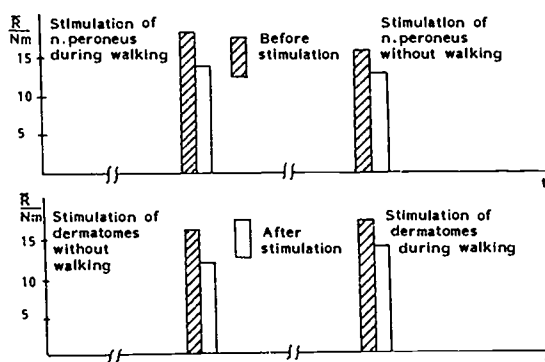 R̄
Nm
15
10
5
Stimulation of
n.peroneus
during walking
Before
stimulation
Stimulation of
n.peroneus
without walking
t
R̄
Nm
15
10
5
Stimulation of
dermatomes
without
walking
After
stimulation
Stimulation of
dermatomes
during walking